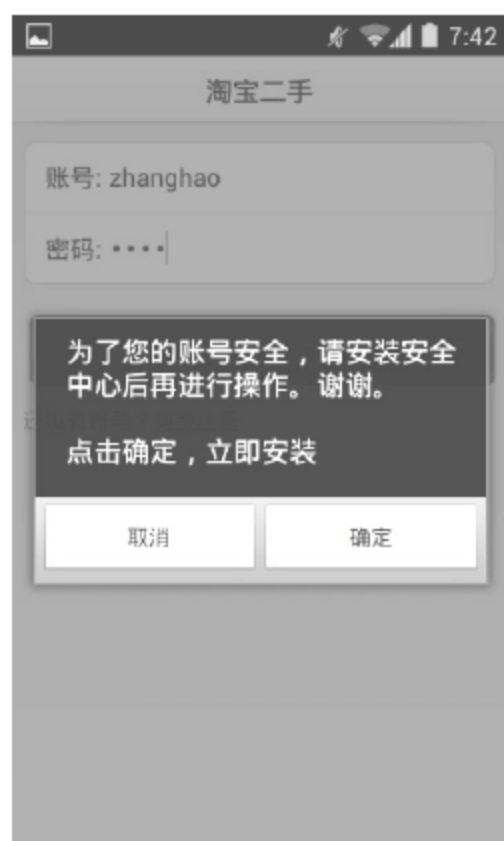 7:42
淘宝二手
账号: zhanghao
密码: ••••
为了您的账号安全，请安装安全
中心后再进行操作。谢谢。
点击确定，立即安装
取消
确定